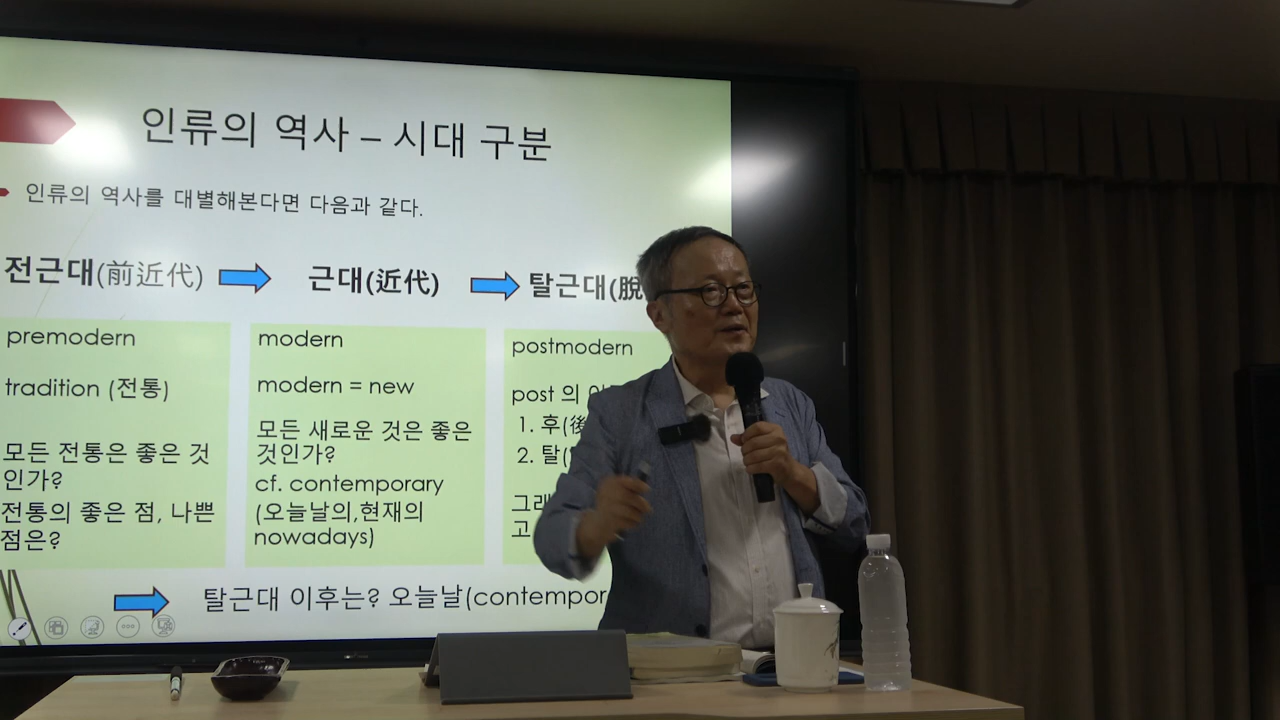 인류의 역사 – 시대 구분
인류의 역사를 대별해본다면 다음과 같다.
전근대(前近代)
근대(近代)
탈근대(脫
premodern
tradition (전통)
모든 전통은 좋은 것
인가?
전통의 좋은 점, 나쁜
점은?
modern
modern = new
모든 새로운 것은 좋은
것인가?
cf. contemporary
(오늘날의,현재의
nowadays)
postmodern
post 의
1. 후(後
2. 탈(
그래
고
탈근대 이후는? 오늘날(contempor